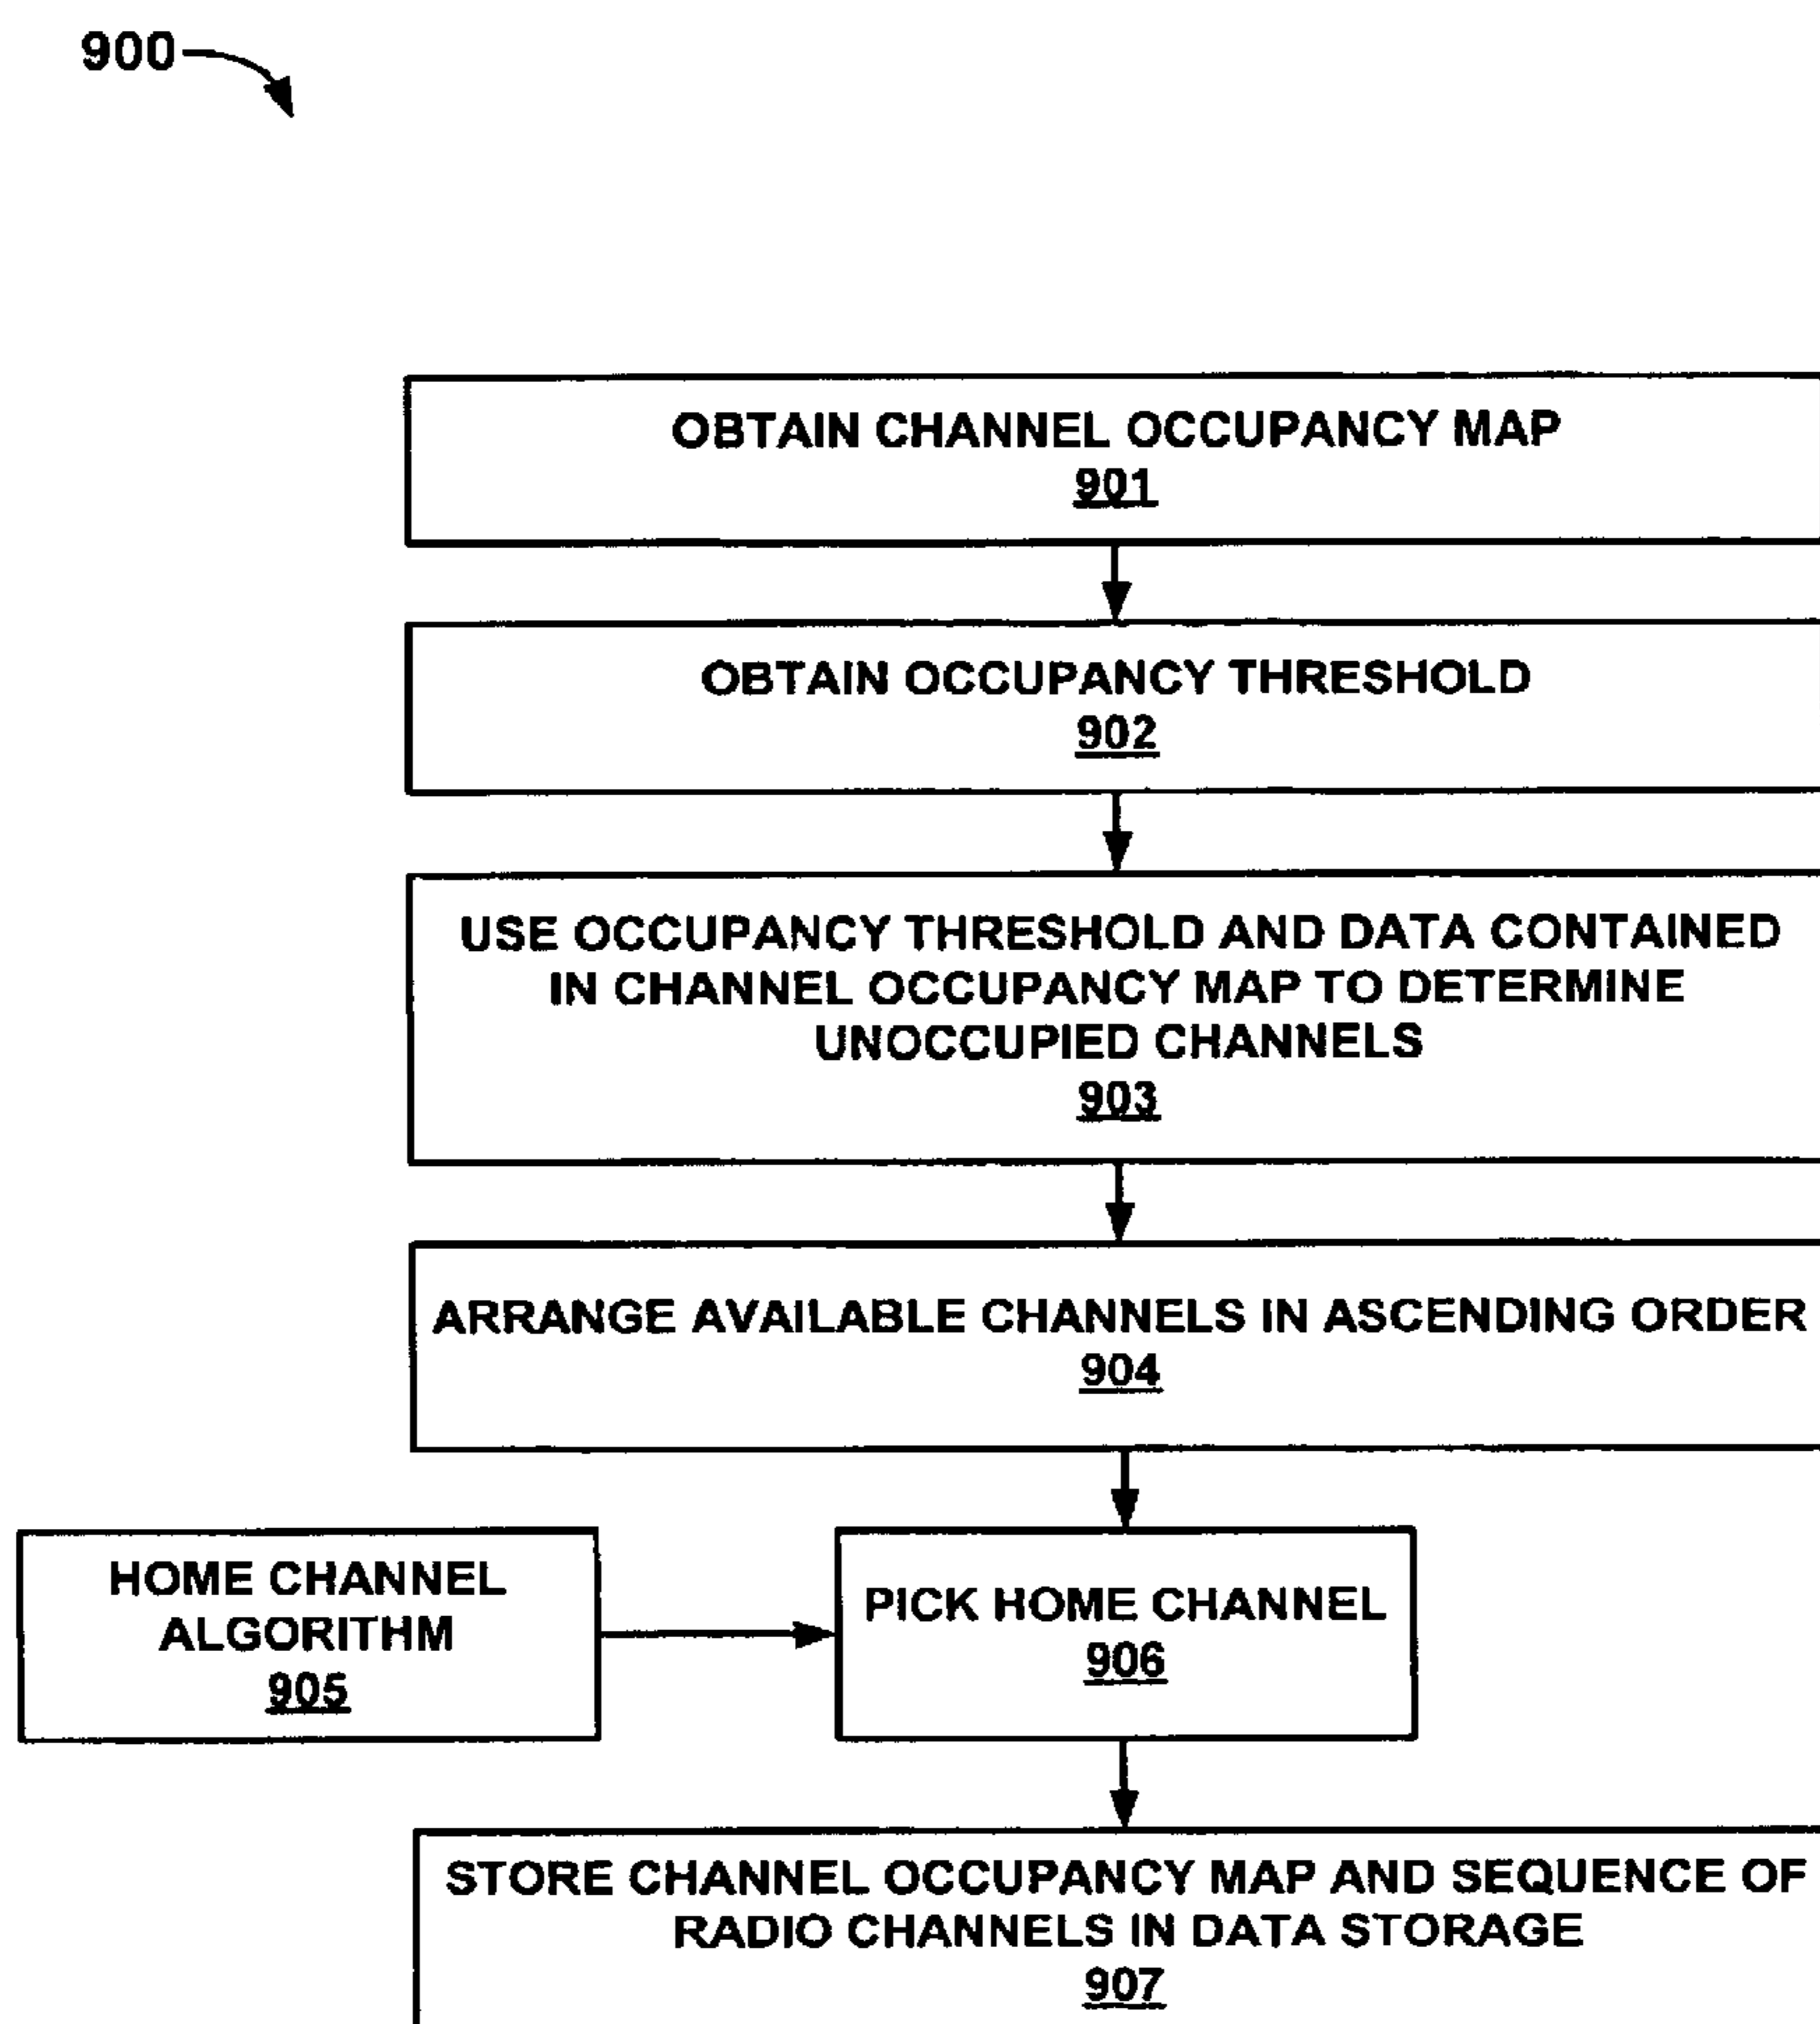 900
OBTAIN CHANNEL OCCUPANCY MAP
901
OBTAIN OCCUPANCY THRESHOLD
902
USE OCCUPANCY THRESHOLD AND DATA CONTAINED
IN CHANNEL OCCUPANCY MAP TO DETERMINE
UNOCCUPIED CHANNELS
903
ARRANGE AVAILABLE CHANNELS IN ASCENDING ORDER
904
HOME CHANNEL
ALGORITHM
905
PICK HOME CHANNEL
906
STORE CHANNEL OCCUPANCY MAP AND SEQUENCE OF
RADIO CHANNELS IN DATA STORAGE
907